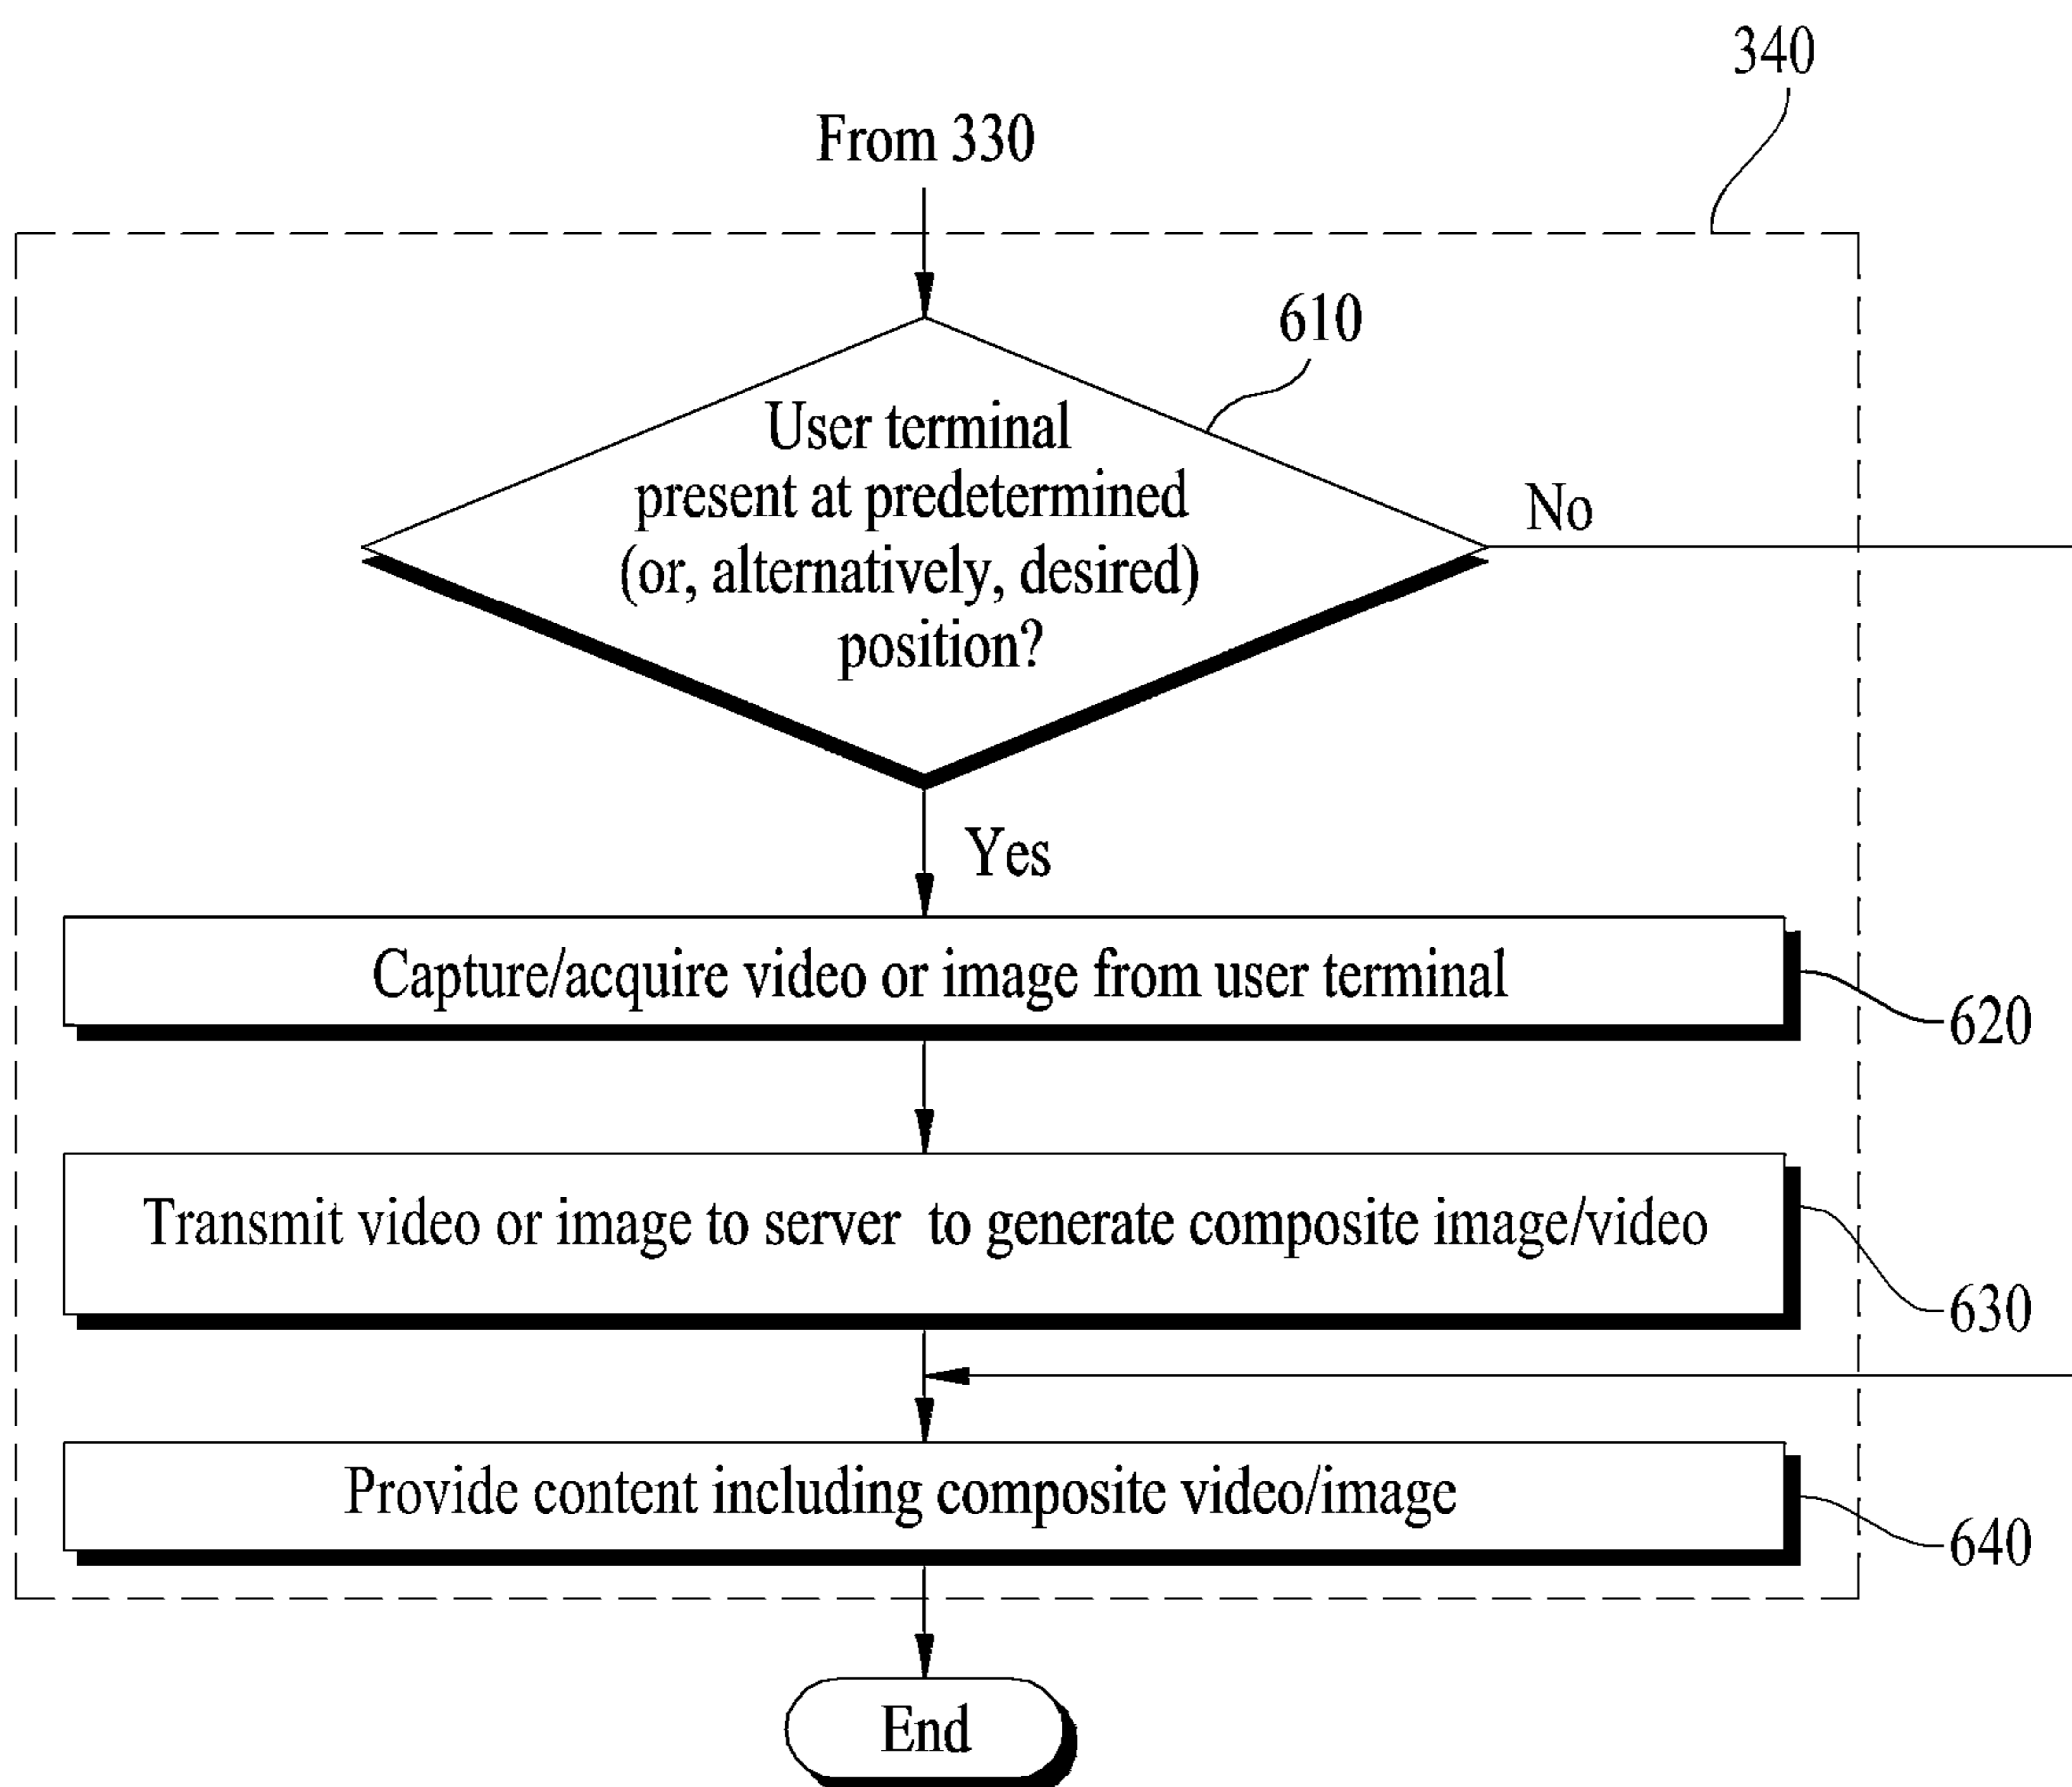 340
From 330
610
User terminal
present at predetermined
(or, alternatively, desired)
position?
No
Yes
Capture/acquire video or image from user terminal
620
Transmit video or image to server to generate composite image/video
630
Provide content including composite video/image
640
End